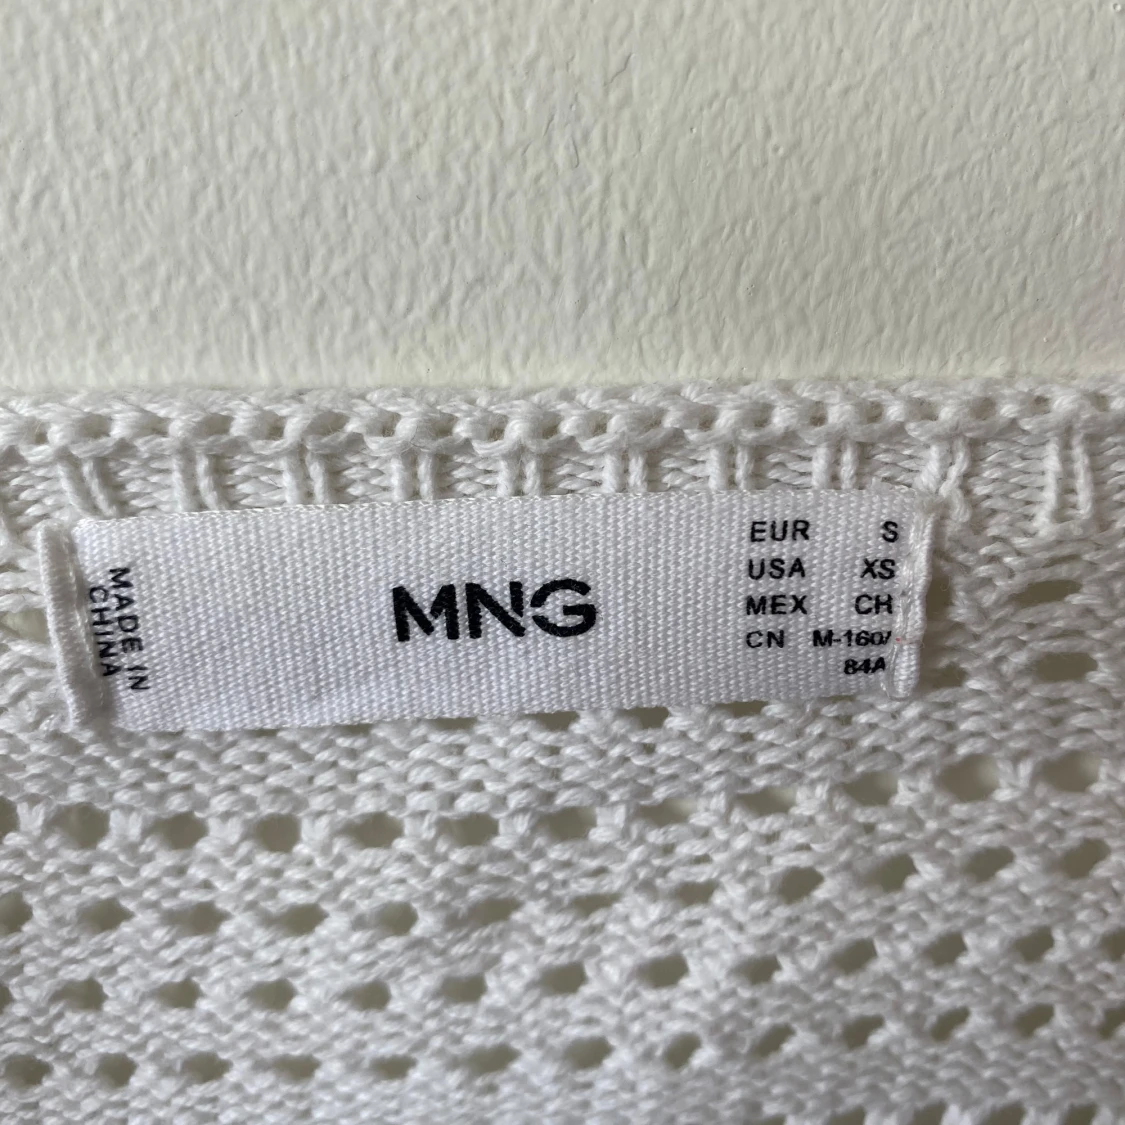 MADE IN
CHINA
MNG
EUR S
USA XS
MEX CH
CN M-160/
84A